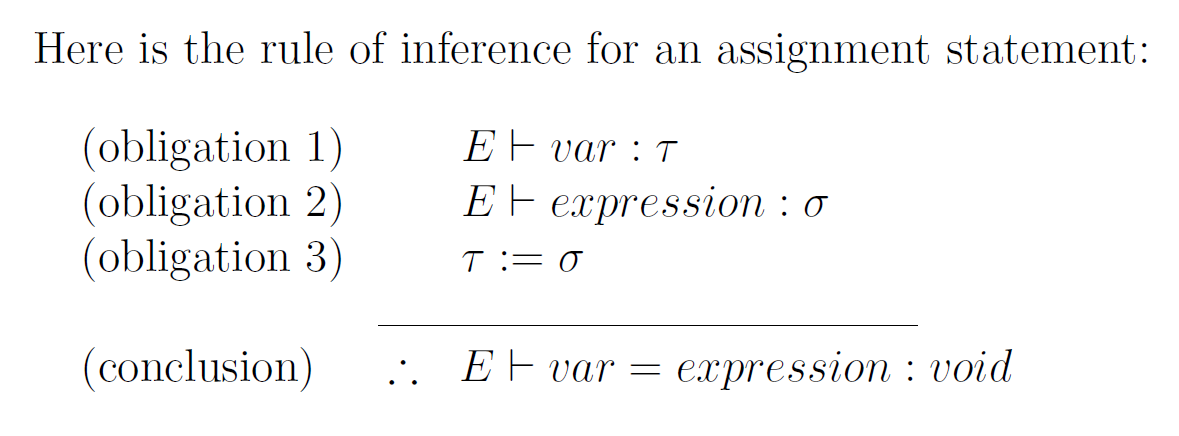 Here is the rule of inference for an assignment statement:
(obligation 1) E ⊢ var : τ
(obligation 2) E ⊢ expression : σ
(obligation 3) τ := σ
(conclusion) ∴ E ⊢ var = expression : void